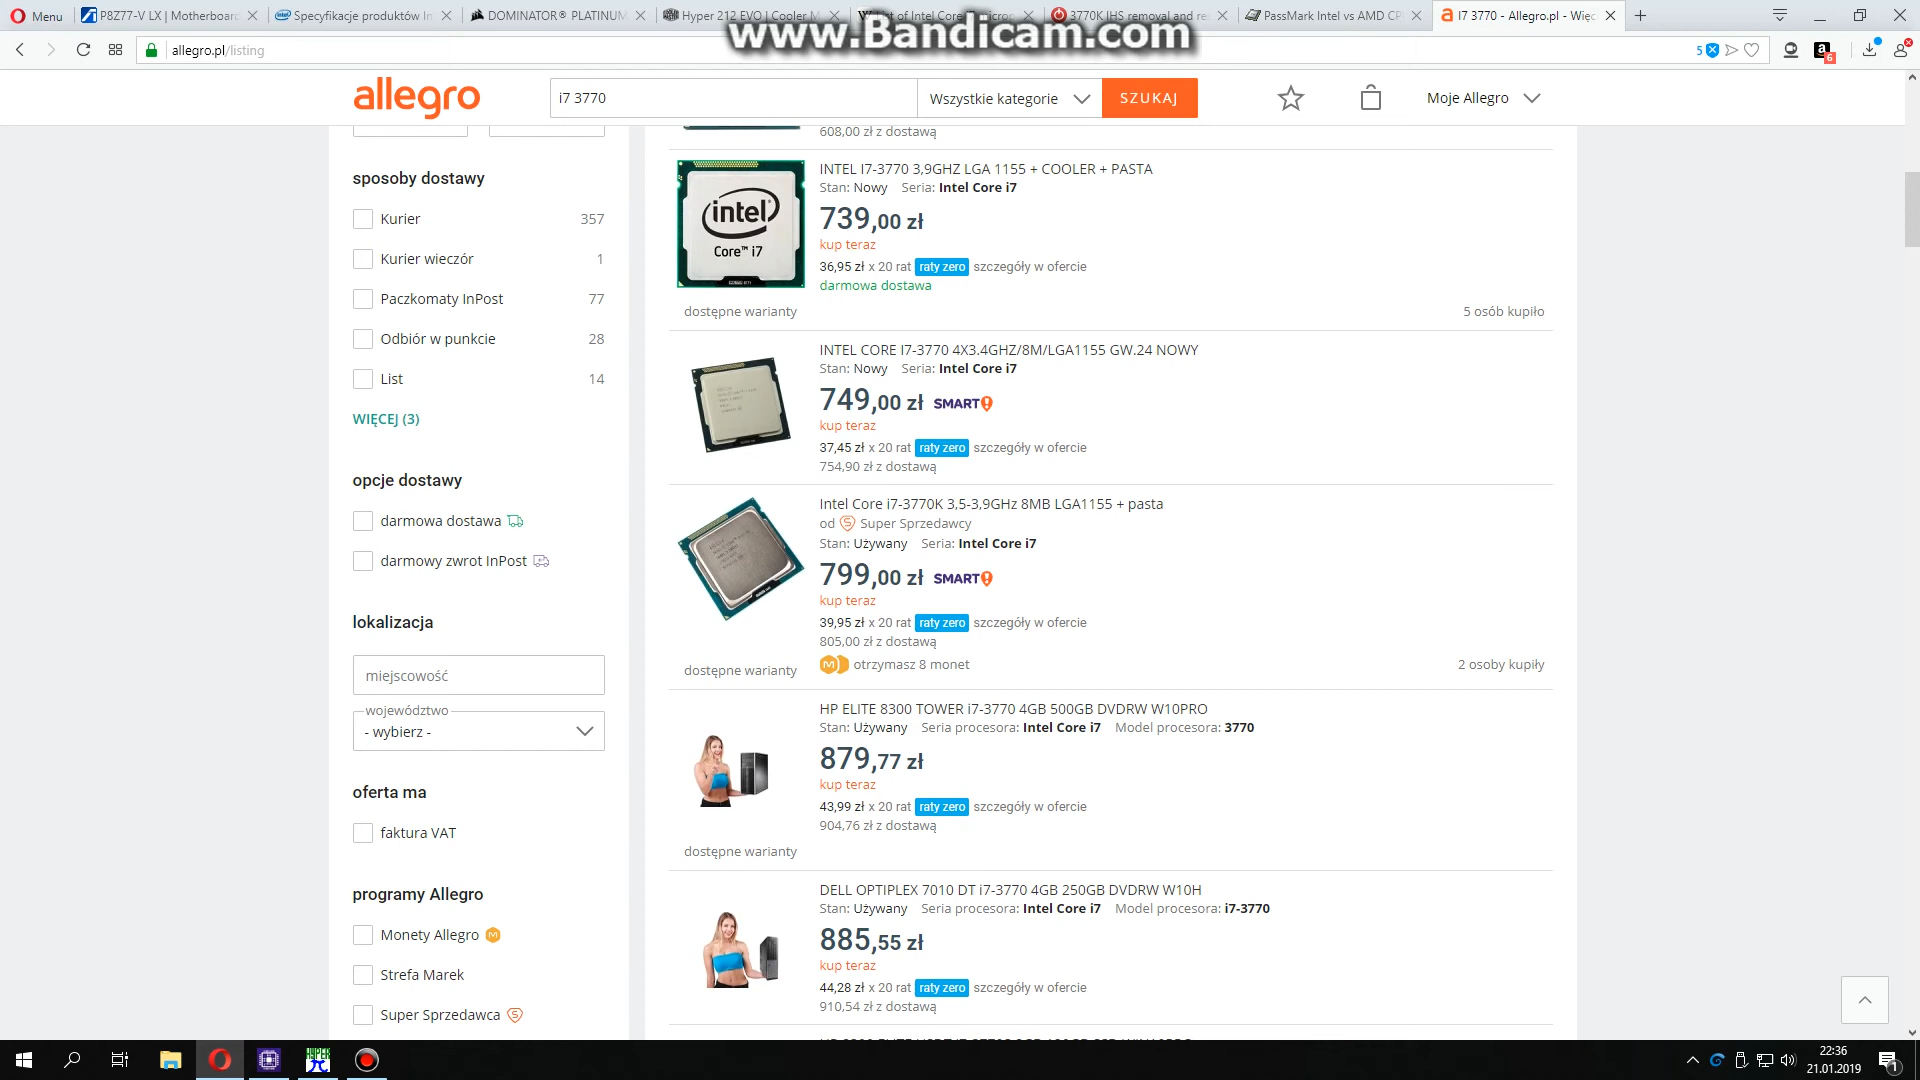 Menu
P8Z77-V LX | Motherboard
Specyfikacje produktów In
DOMINATOR® PLATINUM
Hyper 212 EVO | Cooler M
List of Intel Core i7 microp
3770K IHS removal and re
PassMark Intel vs AMD CP
I7 3770 - Allegro.pl - Więc
www.Bandicam.com
allegro.pl/listing
5
6
allegro
i7 3770
Wszystkie kategorie
SZUKAJ
Moje Allegro
sposoby dostawy
Kurier 357
Kurier wieczór 1
Paczkomaty InPost 77
Odbiór w punkcie 28
List 14
WIĘCEJ (3)
opcje dostawy
darmowa dostawa
darmowy zwrot InPost
lokalizacja
miejscowość
województwo
- wybierz -
oferta ma
faktura VAT
programy Allegro
Monety Allegro
Strefa Marek
Super Sprzedawca
608,00 zł z dostawą
intel
Core™ i7
INTEL I7-3770 3,9GHZ LGA 1155 + COOLER + PASTA
Stan: Nowy Seria: Intel Core i7
739,00 zł
kup teraz
36,95 zł x 20 rat raty zero szczegóły w ofercie
darmowa dostawa
dostępne warianty
5 osób kupiło
INTEL CORE I7-3770 4X3.4GHZ/8M/LGA1155 GW.24 NOWY
Stan: Nowy Seria: Intel Core i7
749,00 zł SMART!
kup teraz
37,45 zł x 20 rat raty zero szczegóły w ofercie
754,90 zł z dostawą
Intel Core i7-3770K 3,5-3,9GHz 8MB LGA1155 + pasta
od Super Sprzedawcy
Stan: Używany Seria: Intel Core i7
799,00 zł SMART!
kup teraz
39,95 zł x 20 rat raty zero szczegóły w ofercie
805,00 zł z dostawą
otrzymasz 8 monet
dostępne warianty
2 osoby kupiły
HP ELITE 8300 TOWER i7-3770 4GB 500GB DVDRW W10PRO
Stan: Używany Seria procesora: Intel Core i7 Model procesora: 3770
879,77 zł
kup teraz
43,99 zł x 20 rat raty zero szczegóły w ofercie
904,76 zł z dostawą
dostępne warianty
DELL OPTIPLEX 7010 DT i7-3770 4GB 250GB DVDRW W10H
Stan: Używany Seria procesora: Intel Core i7 Model procesora: i7-3770
885,55 zł
kup teraz
44,28 zł x 20 rat raty zero szczegóły w ofercie
910,54 zł z dostawą
HYPER
π
22:36
21.01.2019
1